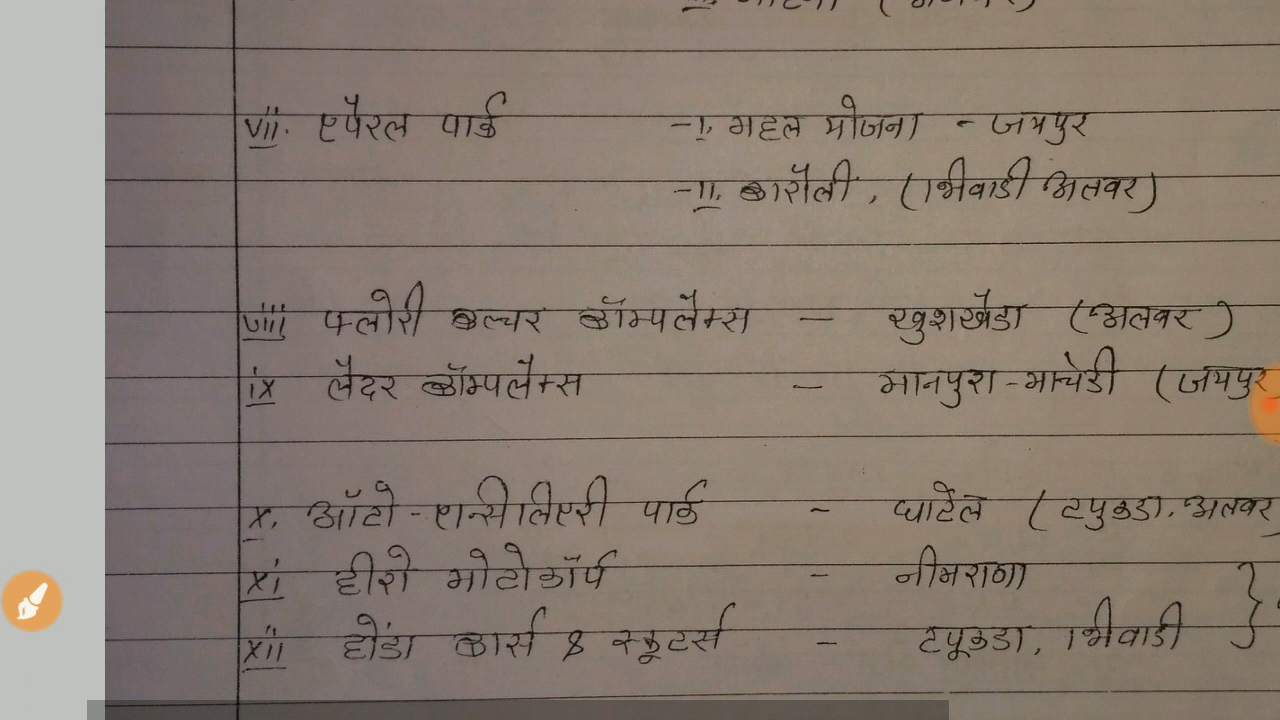 vii. एपैरल पार्क - I. महल योजना - जयपुर
- II. कारौली, (भिवाडी अलवर)
viii फ्लोरी कल्चर कॉम्पलैक्स - खुशखैडा (अलवर)
ix लैदर कॉम्पलैक्स - मानपुरा - माचेडी (जयपुर
x. ऑटो - एन्सीलिएरी पार्क - घाटैल (टपुकडा, अलवर
xi हीरो मोटोकॉर्प - नीमराणा }
xii होंडा कार्स & स्कूटर्स - टपूकडा, भिवाडी